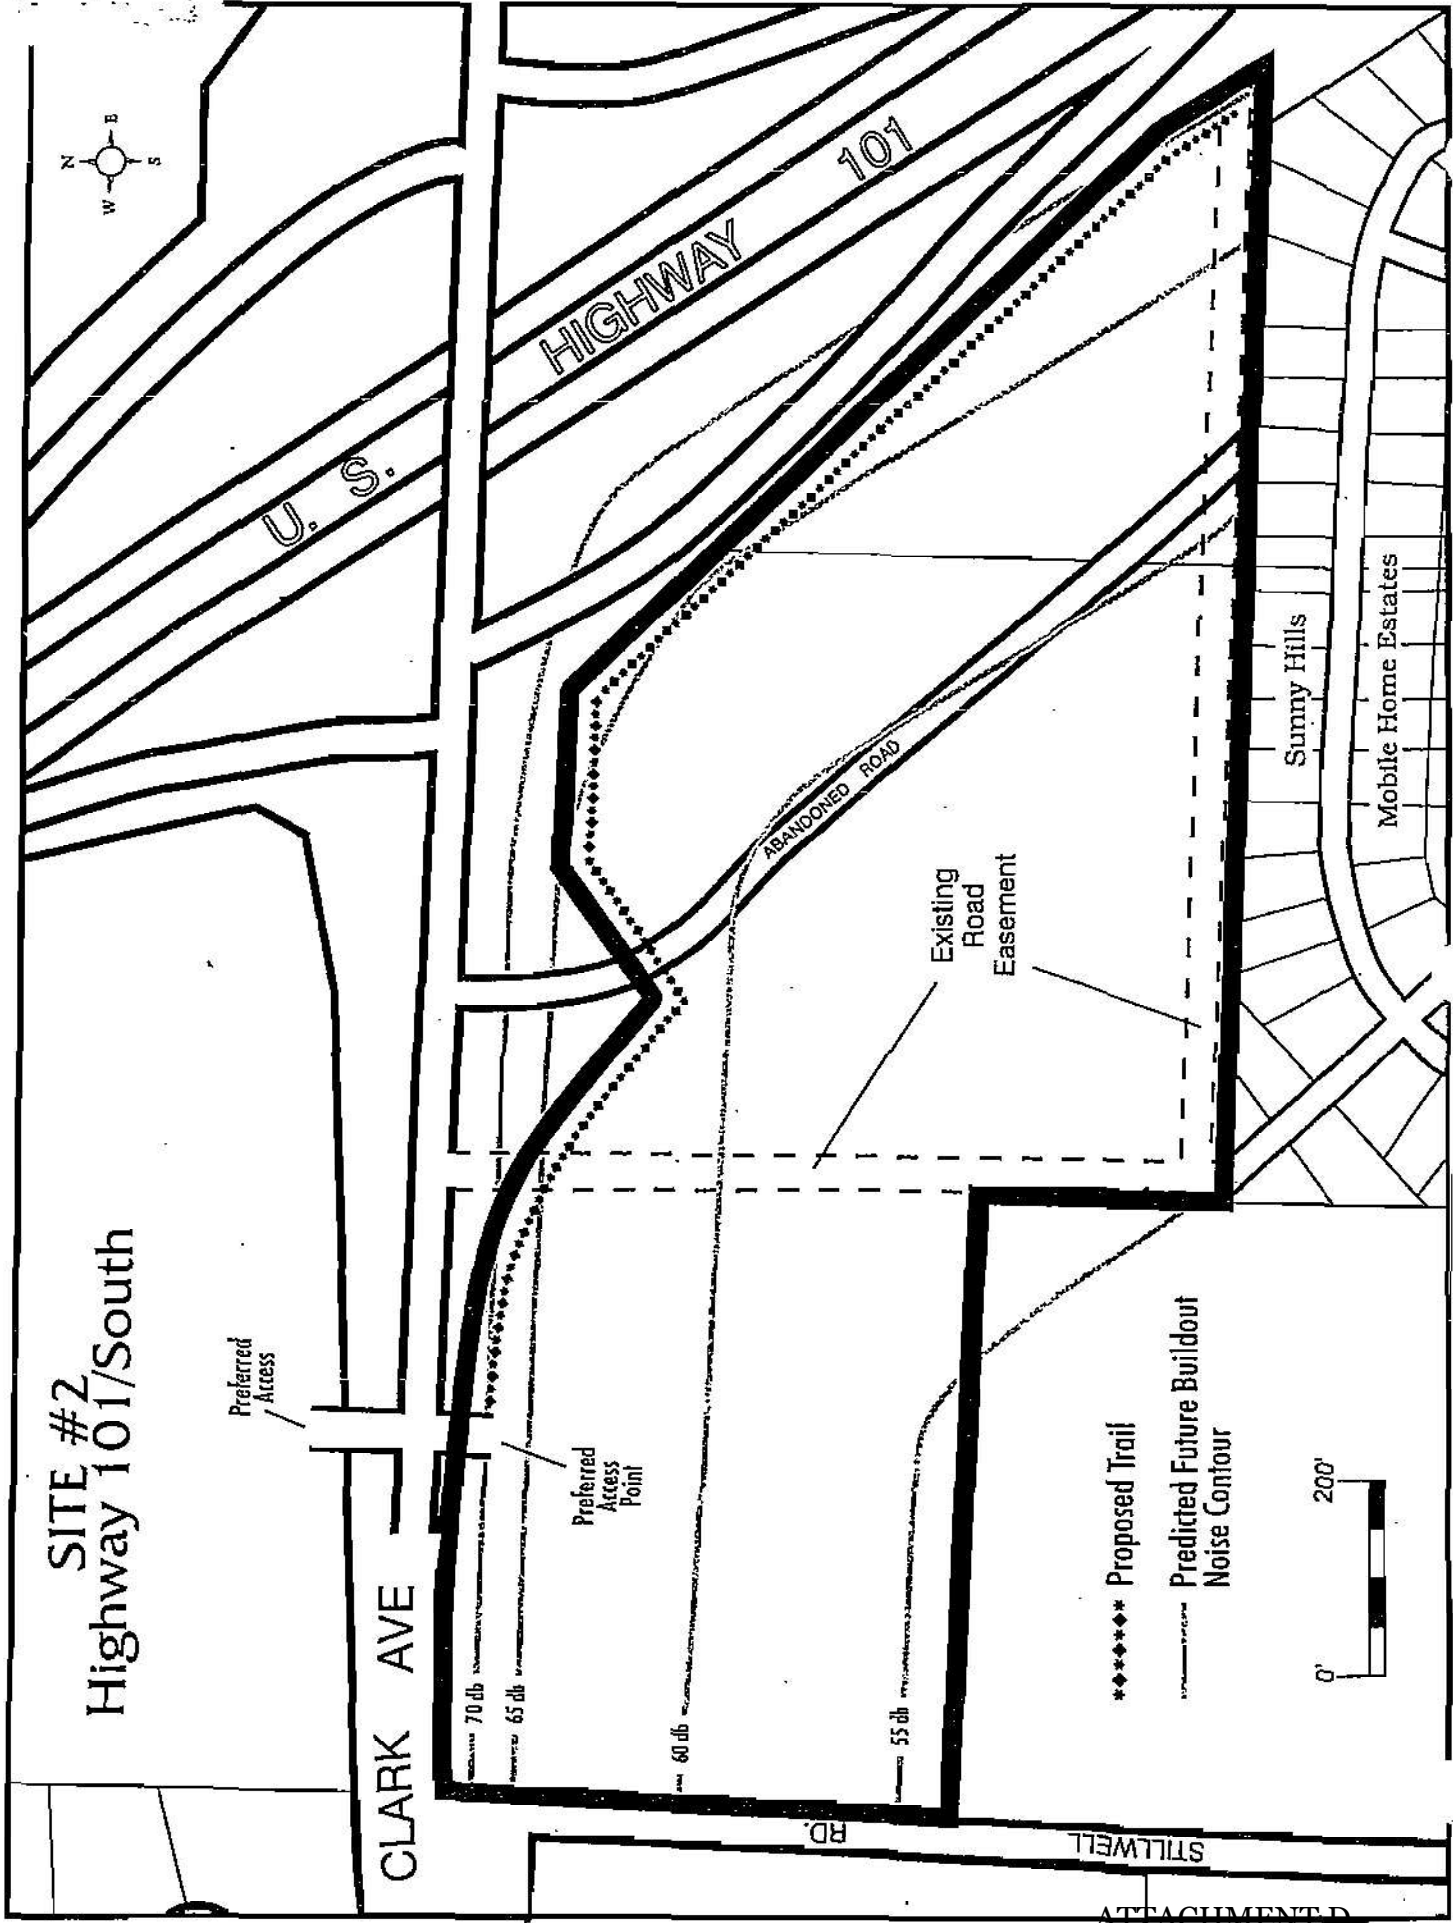 SITE #2
Highway 101/South
N
W
E
S
U. S.
HIGHWAY
101
CLARK AVE
Preferred
Access
Preferred
Access
Point
70 db
65 db
60 db
55 db
ABANDONED ROAD
Existing
Road
Easement
Sunny Hills
Mobile Home Estates
STILLWELL
RD.
Proposed Trail
Predicted Future Buildout
Noise Contour
0'
200'
ATTACHMENT D